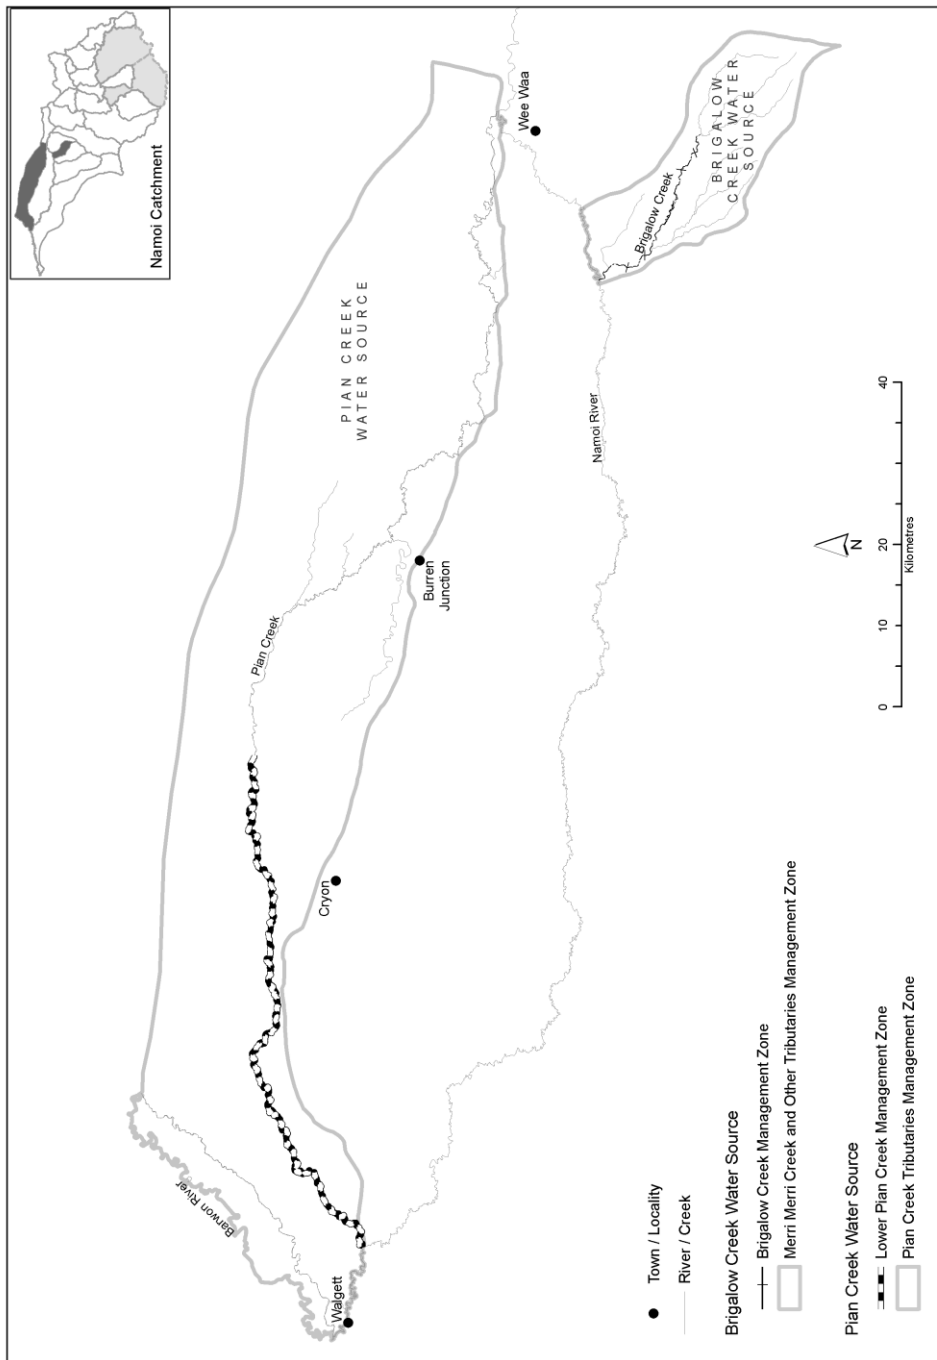 Namoi Catchment
PIAN CREEK
WATER SOURCE
BRIGALOW
CREEK WATER
SOURCE
Brigalow Creek
Wee Waa
Namoi River
Pian Creek
Burren
Junction
Cryon
Barwon River
Walgett
Town / Locality
River / Creek
Brigalow Creek Water Source
Brigalow Creek Management Zone
Merri Merri Creek and Other Tributaries Management Zone
Pian Creek Water Source
Lower Pian Creek Management Zone
Pian Creek Tributaries Management Zone
N
0 10 20 40
Kilometres